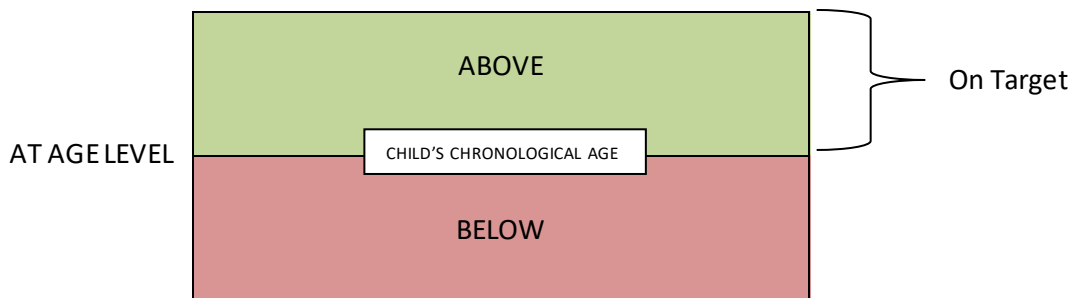 ABOVE
On Target
AT AGE LEVEL
CHILD'S CHRONOLOGICAL AGE
BELOW